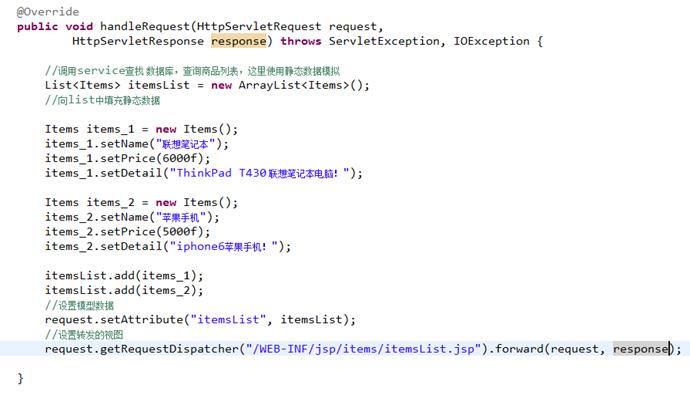 @Override
public void handleRequest(HttpServletRequest request,
HttpServletResponse response) throws ServletException, IOException {
//调用service查找 数据库，查询商品列表，这里使用静态数据模拟
List<Items> itemsList = new ArrayList<Items>();
//向list中填充静态数据
Items items_1 = new Items();
items_1.setName("联想笔记本");
items_1.setPrice(6000f);
items_1.setDetail("ThinkPad T430 联想笔记本电脑！");
Items items_2 = new Items();
items_2.setName("苹果手机");
items_2.setPrice(5000f);
items_2.setDetail("iphone6苹果手机！");
itemsList.add(items_1);
itemsList.add(items_2);
//设置模型数据
request.setAttribute("itemsList", itemsList);
//设置转发的视图
request.getRequestDispatcher("/WEB-INF/jsp/items/itemsList.jsp").forward(request, response);
}